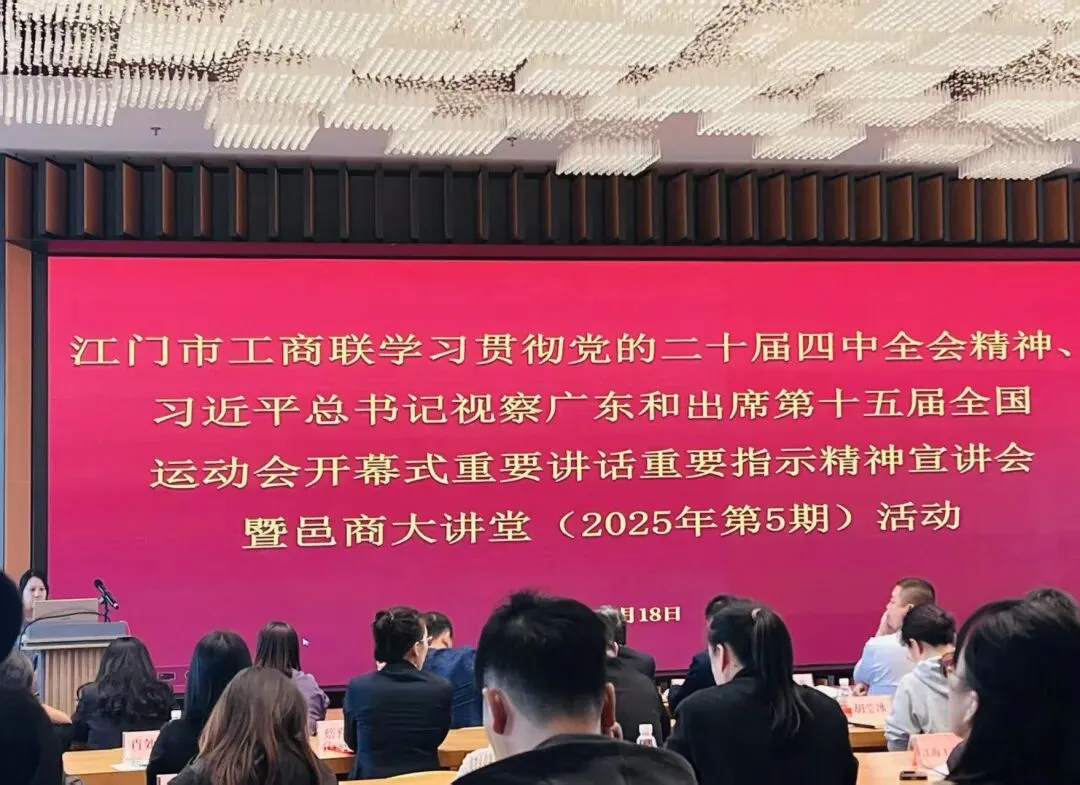 江门市工商联学习贯彻党的二十届四中全会精神、
习近平总书记视察广东和出席第十五届全国
运动会开幕式重要讲话重要指示精神宣讲会
暨邑商大讲堂（2025年第5期）活动
月18日